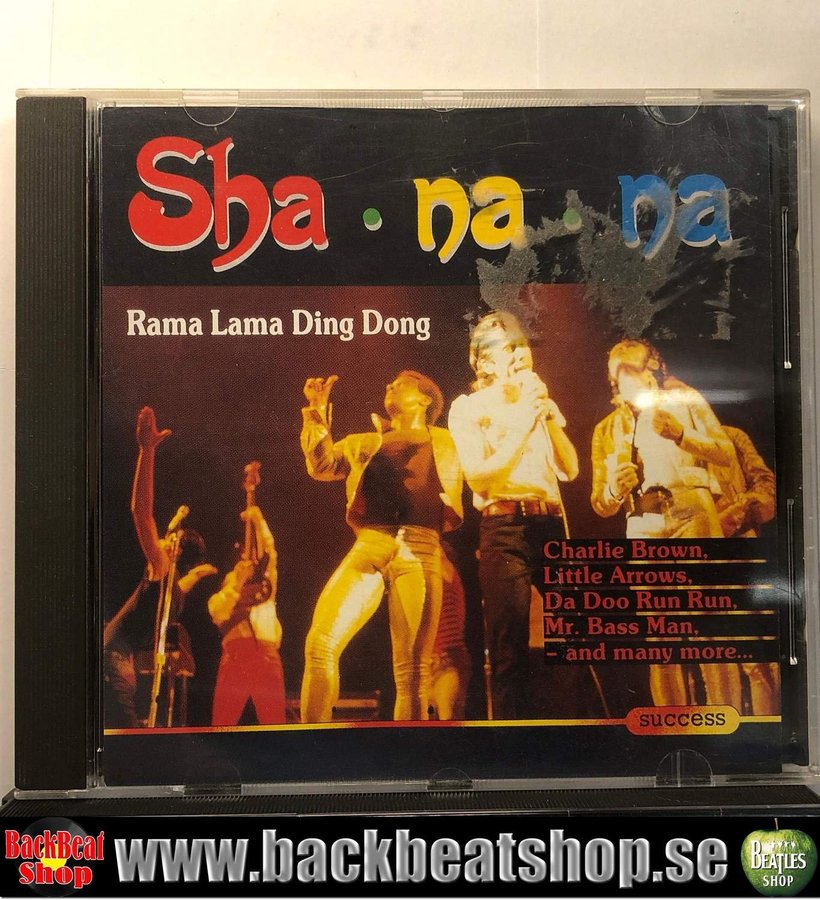 Sha • na • na
Rama Lama Ding Dong
Charlie Brown,
Little Arrows,
Da Doo Run Run,
Mr. Bass Man,
- and many more...
success
BackBeat
Shop
www.backbeatshop.se
BEATLES
SHOP